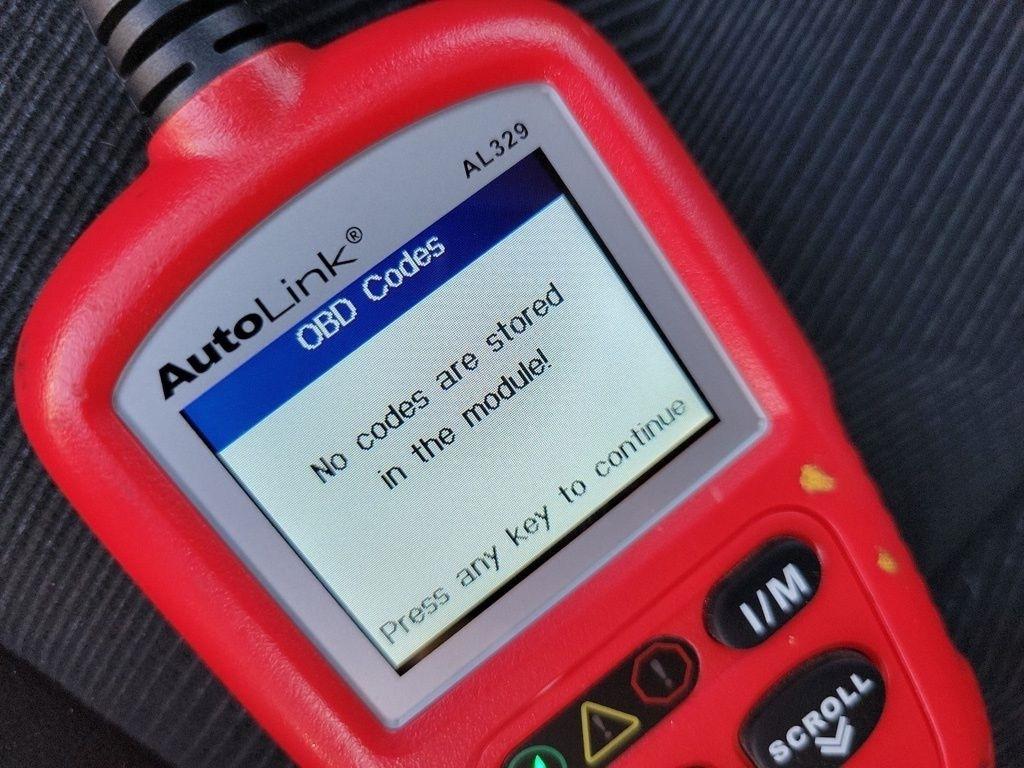 AL329
AutoLink®
OBD Codes
No codes are stored
in the module!
Press any key to continue
I/M
SCROLL